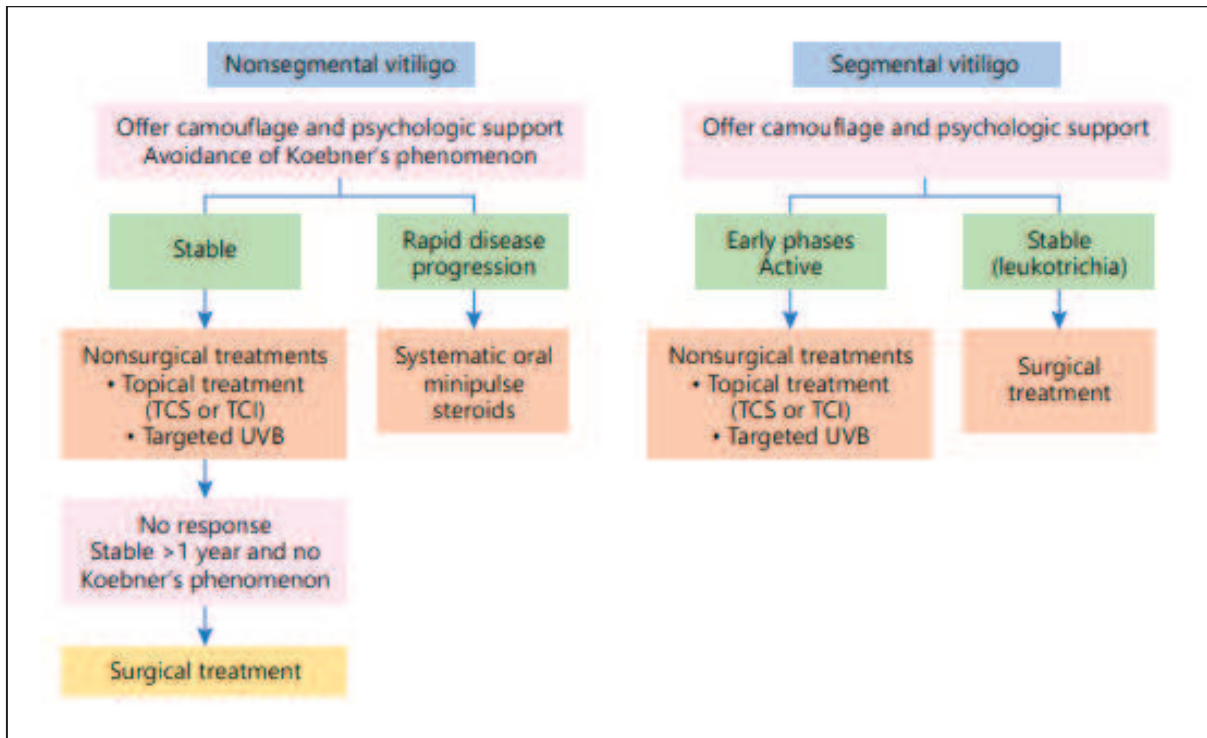 Nonsegmental vitiligo
Offer camouflage and psychologic support
Avoidance of Koebner's phenomenon
Stable
Rapid disease
progression
Nonsurgical treatments
• Topical treatment
(TCS or TCI)
• Targeted UVB
Systematic oral
minipulse
steroids
No response
Stable >1 year and no
Koebner's phenomenon
Surgical treatment
Segmental vitiligo
Offer camouflage and psychologic support
Early phases
Active
Stable
(leukotrichia)
Nonsurgical treatments
• Topical treatment
(TCS or TCI)
• Targeted UVB
Surgical
treatment